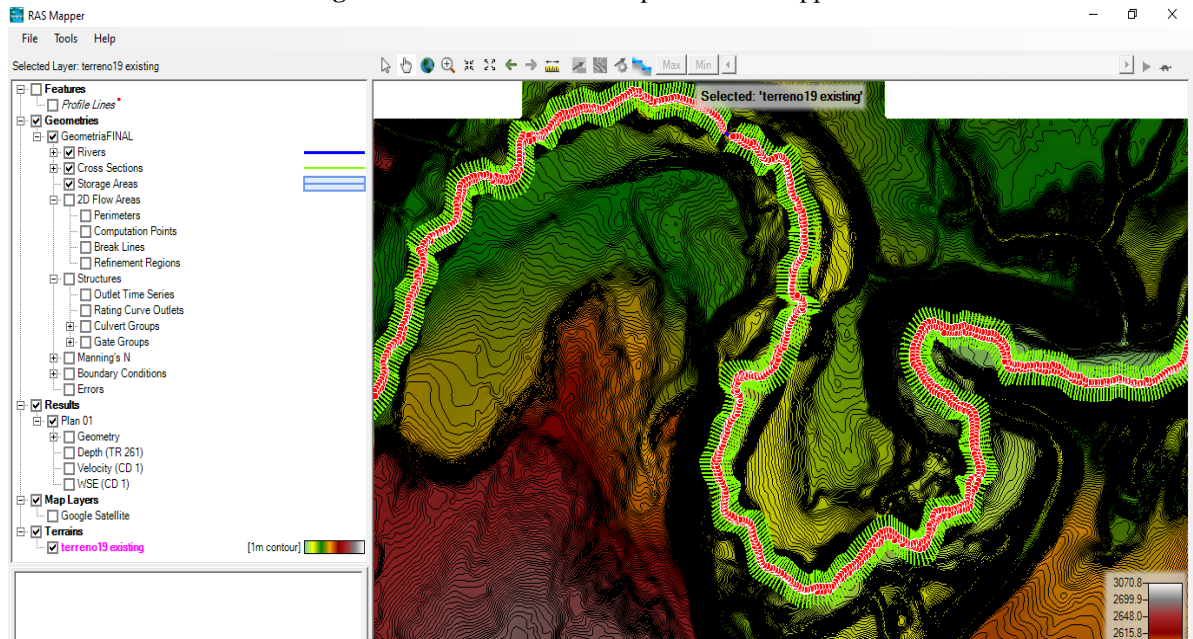 RAS Mapper
File Tools Help
Selected Layer: terreno19 existing
Max Min
Selected: 'terreno19 existing'
Features
Profile Lines
Geometries
GeometriaFINAL
Rivers
Cross Sections
Storage Areas
2D Flow Areas
Perimeters
Computation Points
Break Lines
Refinement Regions
Structures
Outlet Time Series
Rating Curve Outlets
Culvert Groups
Gate Groups
Manning's N
Boundary Conditions
Errors
Results
Plan 01
Geometry
Depth (TR 261)
Velocity (CD 1)
WSE (CD 1)
Map Layers
Google Satellite
Terrains
terreno19 existing [1m contour]
3070.8
2699.9
2648.0
2615.8